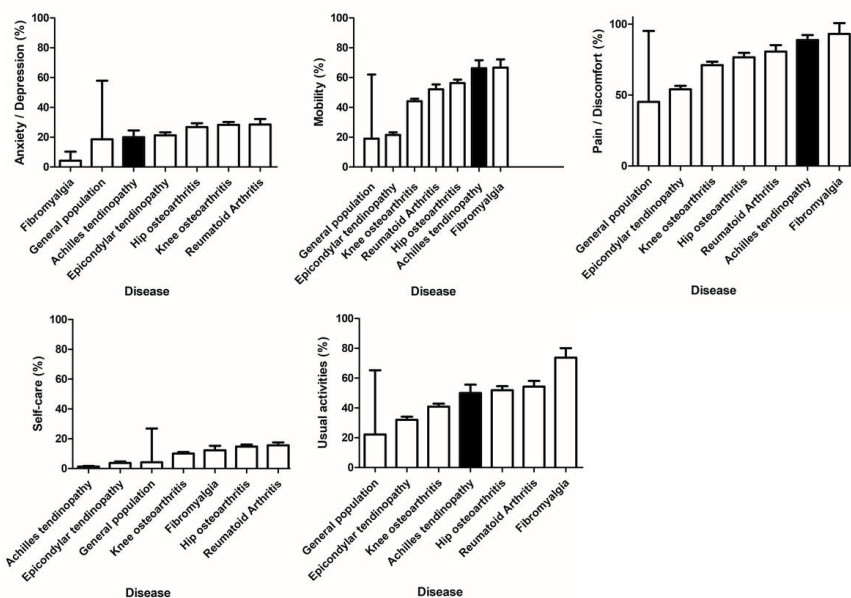 Anxiety / Depression (%)
100
80
60
40
20
0
Fibromyalgia
General population
Achilles tendinopathy
Epicondylar tendinopathy
Hip osteoarthritis
Knee osteoarthritis
Reumatoid Arthritis
Disease
Mobility (%)
100
80
60
40
20
0
General population
Epicondylar tendinopathy
Knee osteoarthritis
Reumatoid Arthritis
Hip osteoarthritis
Achilles tendinopathy
Fibromyalgia
Disease
Pain / Discomfort (%)
100
50
0
General population
Epicondylar tendinopathy
Knee osteoarthritis
Hip osteoarthritis
Reumatoid Arthritis
Achilles tendinopathy
Fibromyalgia
Disease
Self-care (%)
100
80
60
40
20
0
Achilles tendinopathy
Epicondylar tendinopathy
General population
Knee osteoarthritis
Fibromyalgia
Hip osteoarthritis
Reumatoid Arthritis
Disease
Usual activities (%)
100
80
60
40
20
0
General population
Epicondylar tendinopathy
Knee osteoarthritis
Achilles tendinopathy
Hip osteoarthritis
Reumatoid Arthritis
Fibromyalgia
Disease